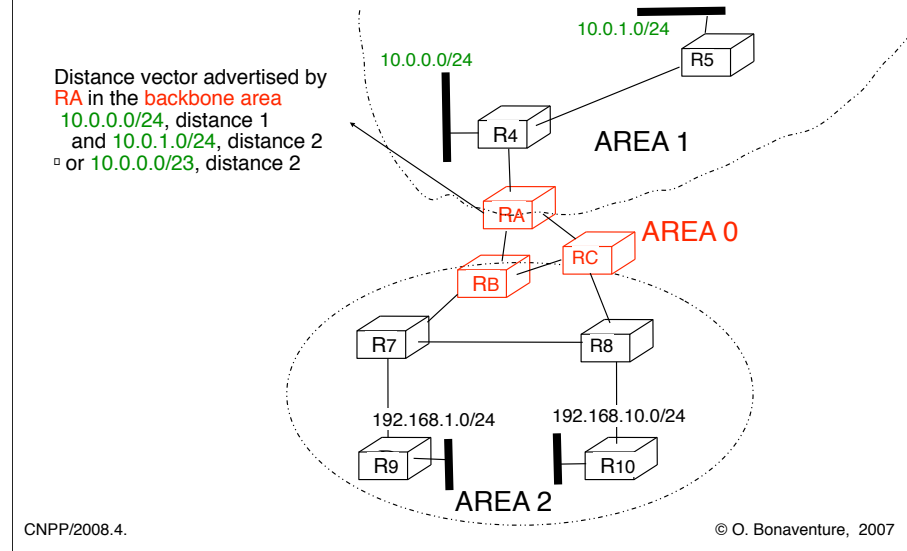 10.0.1.0/24
R5
10.0.0.0/24
Distance vector advertised by
RA in the backbone area
10.0.0.0/24, distance 1
and 10.0.1.0/24, distance 2
or 10.0.0.0/23, distance 2
R4
AREA 1
RA
AREA 0
RC
RB
R7
R8
192.168.1.0/24
192.168.10.0/24
R9
R10
AREA 2
CNPP/2008.4.
© O. Bonaventure, 2007